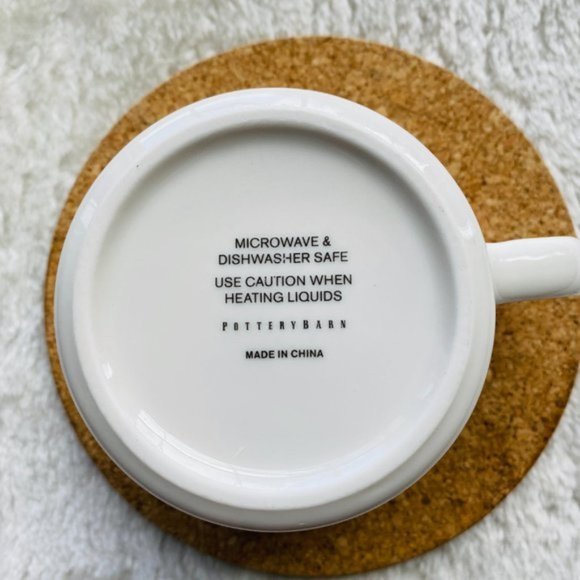 MICROWAVE &
DISHWASHER SAFE
USE CAUTION WHEN
HEATING LIQUIDS
POTTERYBARN
MADE IN CHINA